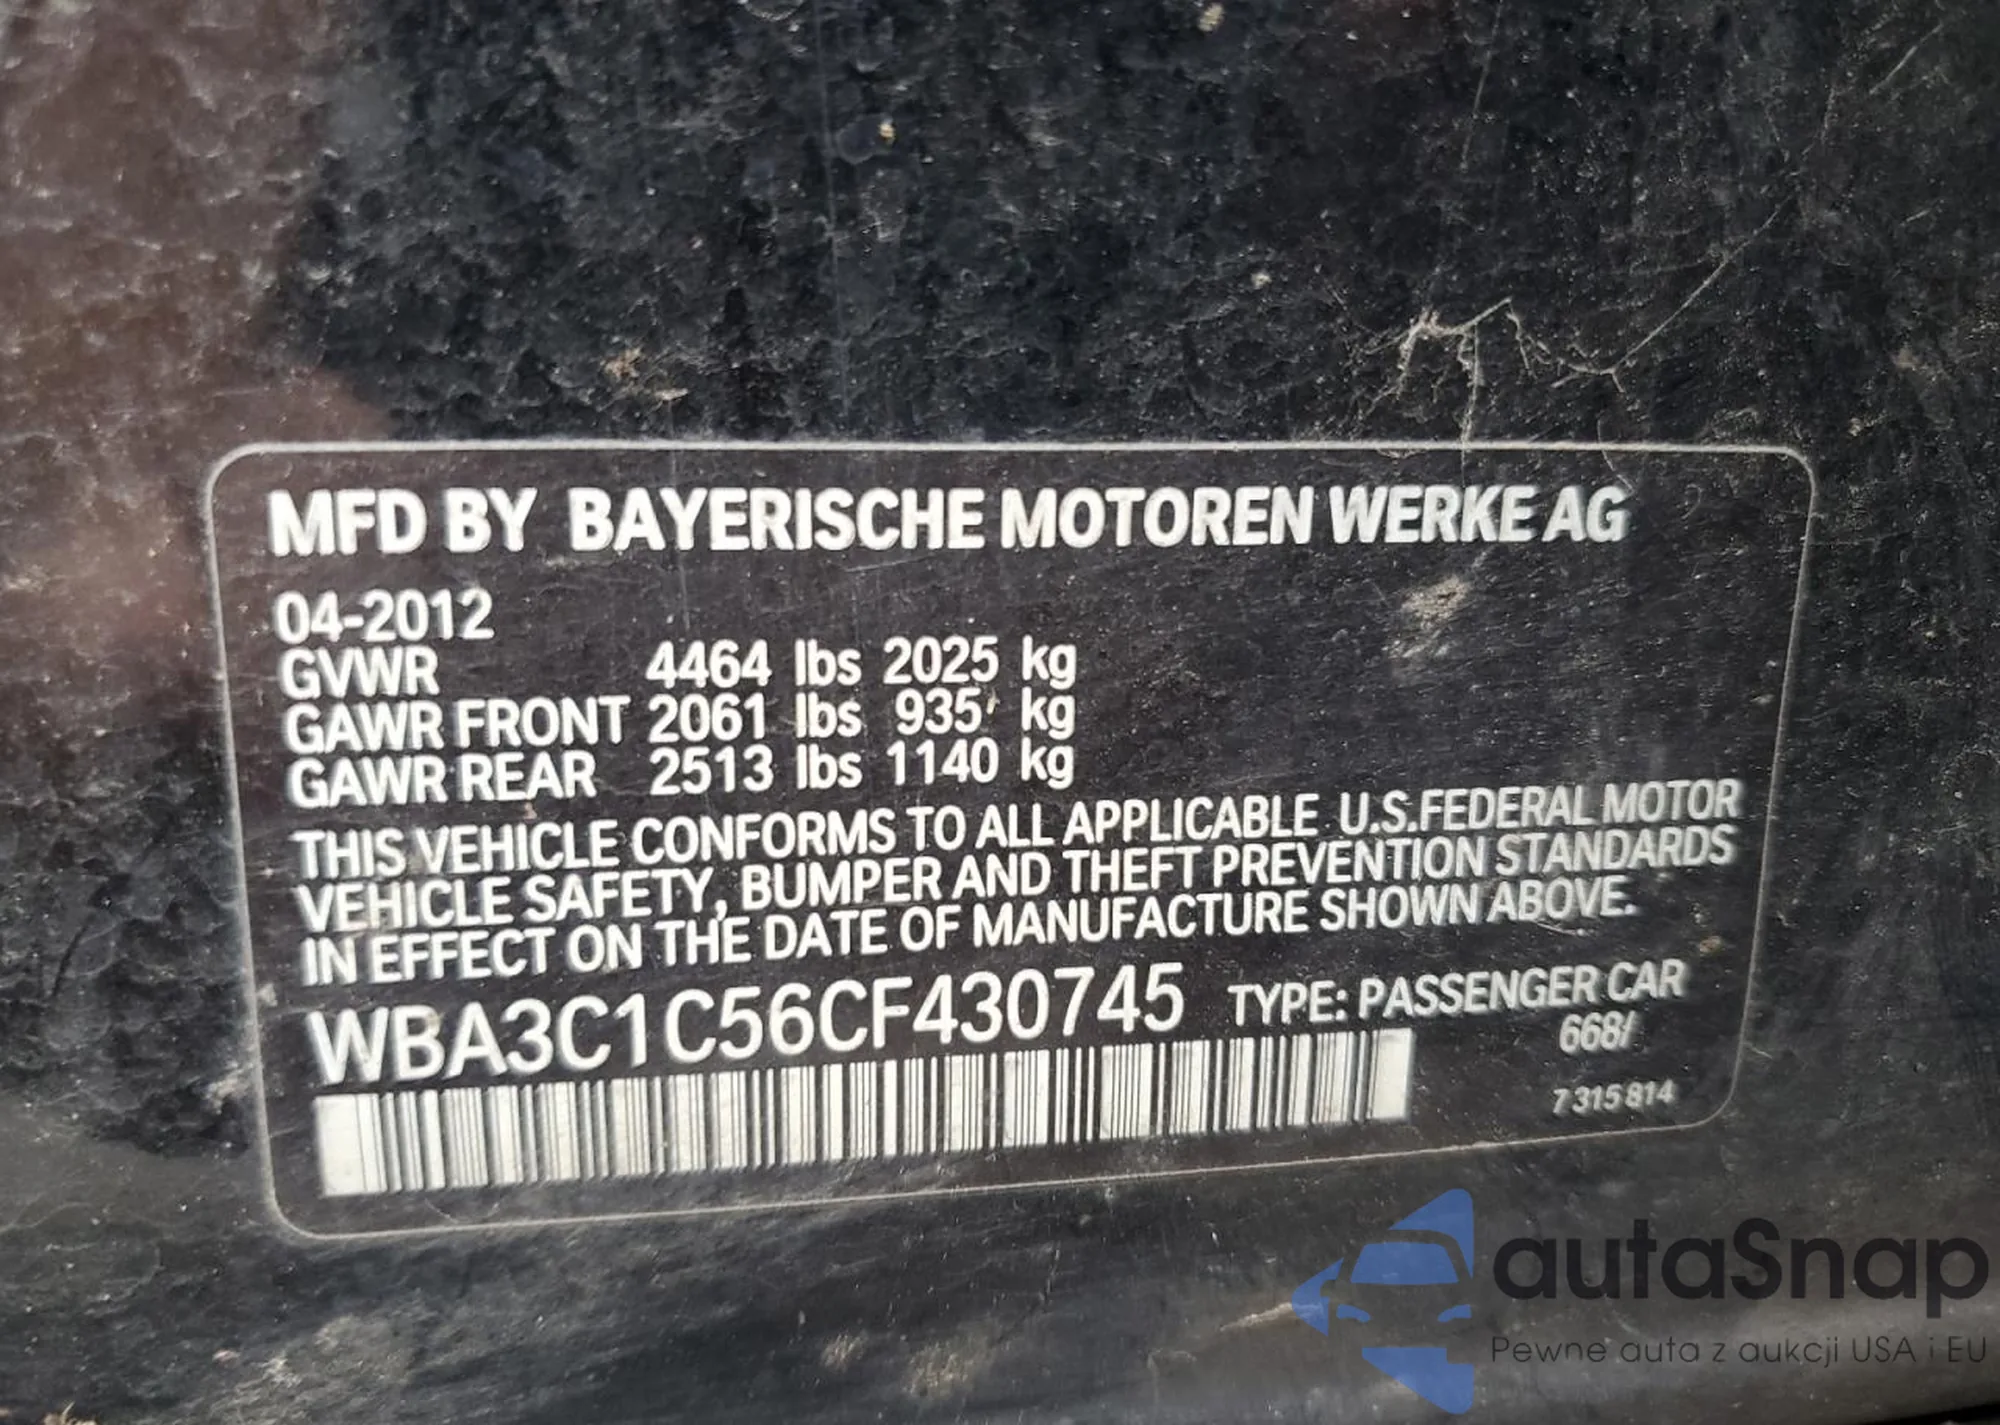 MFD BY BAYERISCHE MOTOREN WERKE AG
04-2012
GVWR 4464 lbs 2025 kg
GAWR FRONT 2061 lbs 935 kg
GAWR REAR 2513 lbs 1140 kg
THIS VEHICLE CONFORMS TO ALL APPLICABLE U.S.FEDERAL MOTOR
VEHICLE SAFETY, BUMPER AND THEFT PREVENTION STANDARDS
IN EFFECT ON THE DATE OF MANUFACTURE SHOWN ABOVE.
WBA3C1C56CF430745 TYPE: PASSENGER CAR
668/
7 315 814
autaSnap
Pewne auta z aukcji USA i EU